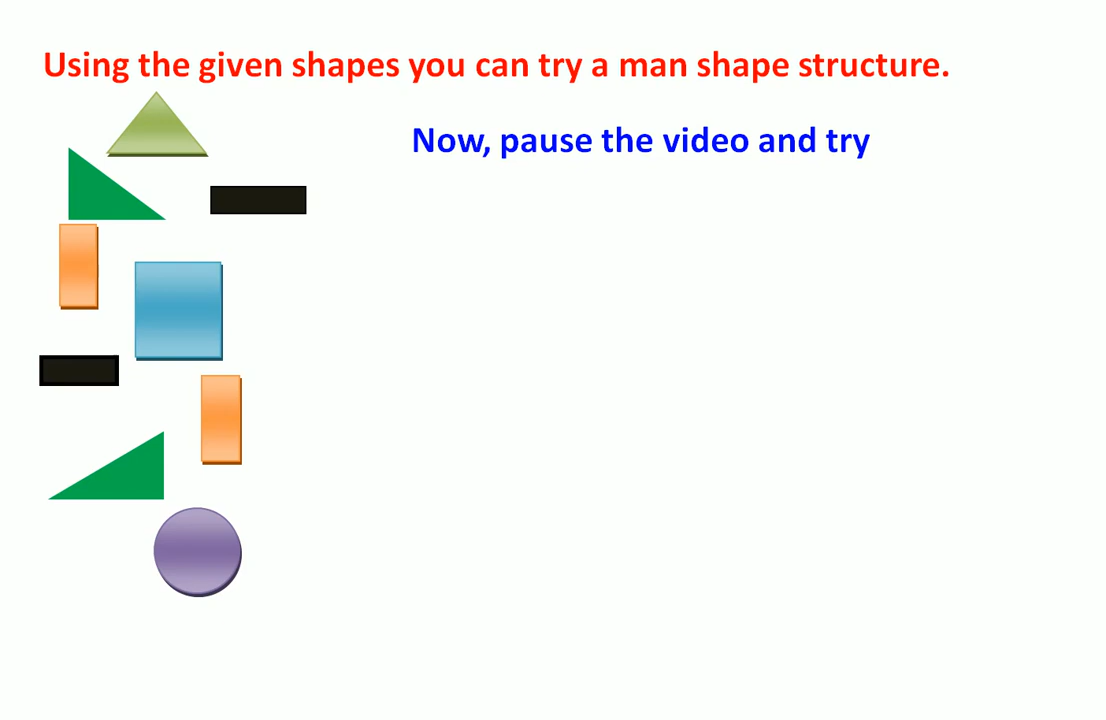 Using the given shapes you can try a man shape structure.
Now, pause the video and try